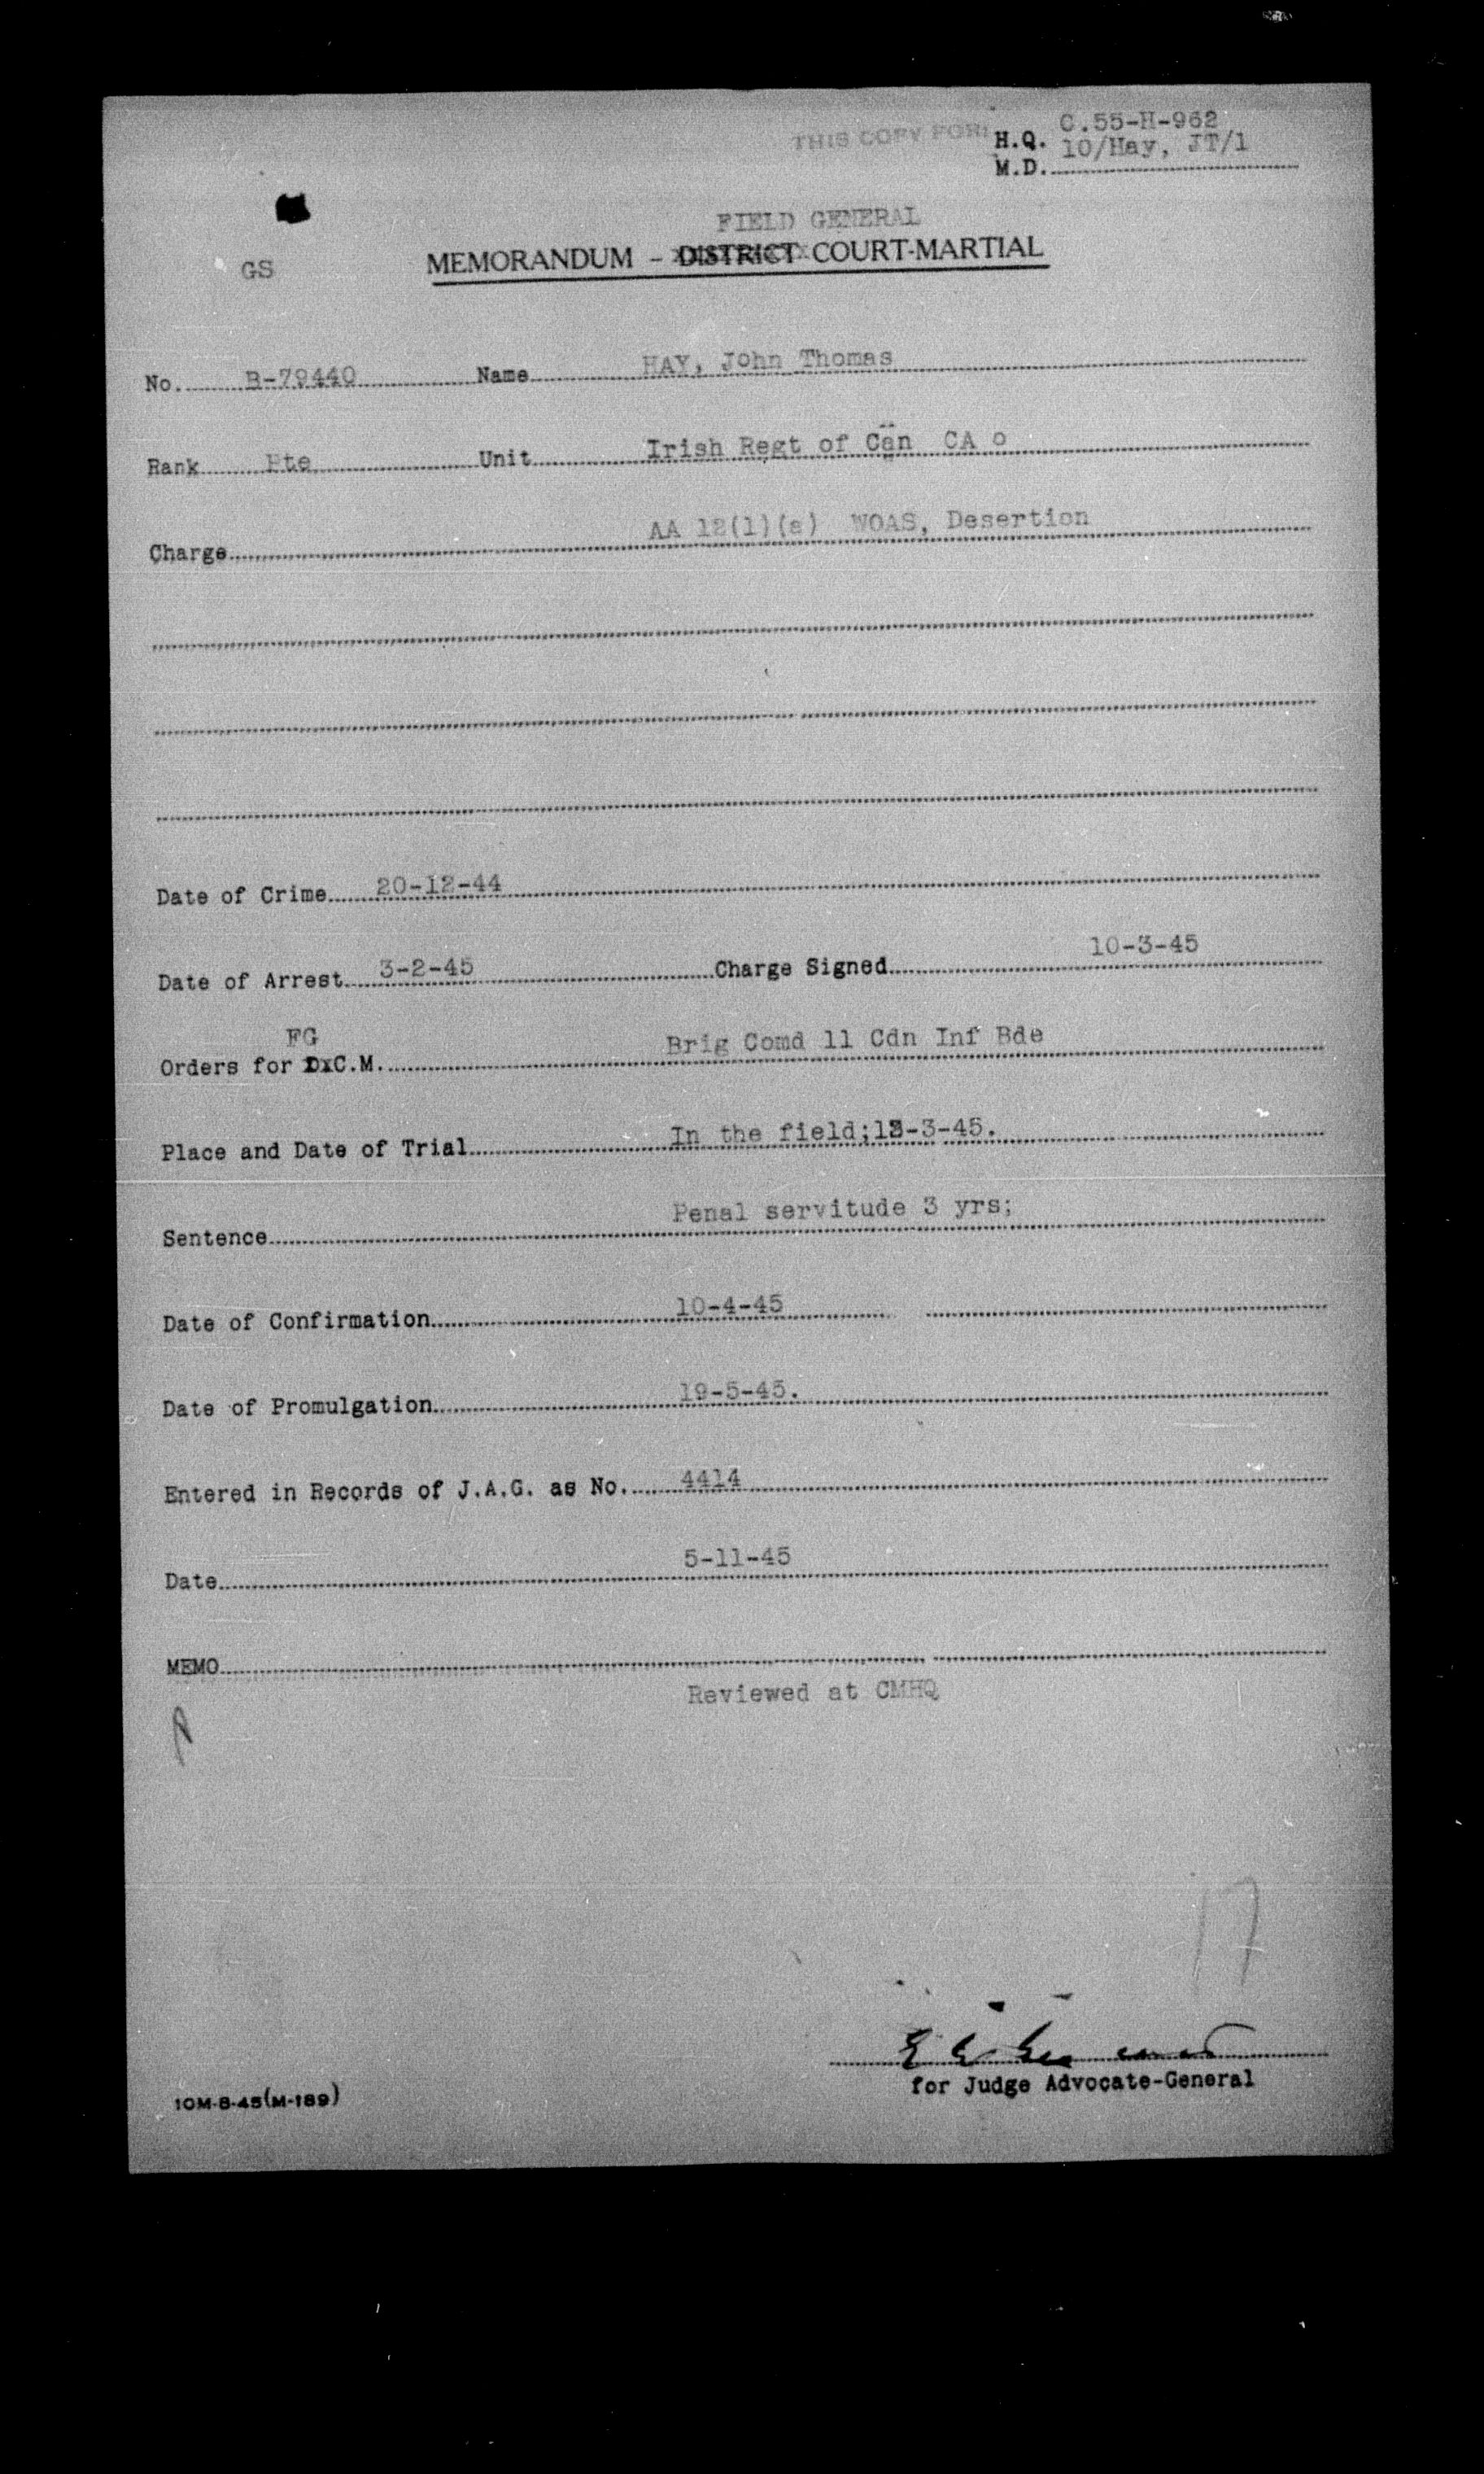 THIS COPY FOR:
C.55-H-962
H.Q. 10/Hay, JT/1
M.D.
FIELD GENERAL
GS
MEMORANDUM - DISTRICT COURT-MARTIAL
No. B-79440 Name HAY, John Thomas
Rank Pte Unit Irish Regt of Can CA o
Charge AA 12(1)(a) WOAS, Desertion
Date of Crime 20-12-44
Date of Arrest 3-2-45 Charge Signed 10-3-45
FG
Orders for D.C.M. Brig Comd 11 Cdn Inf Bde
Place and Date of Trial In the field; -3-45.
Sentence Penal servitude 3 yrs;
Date of Confirmation 10-4-45
Date of Promulgation 19-5-45.
Entered in Records of J.A.G. as No. 4414
Date 5-11-45
MEMO
Reviewed at CMHQ
17
for Judge Advocate-General
10M-8-45(M-189)